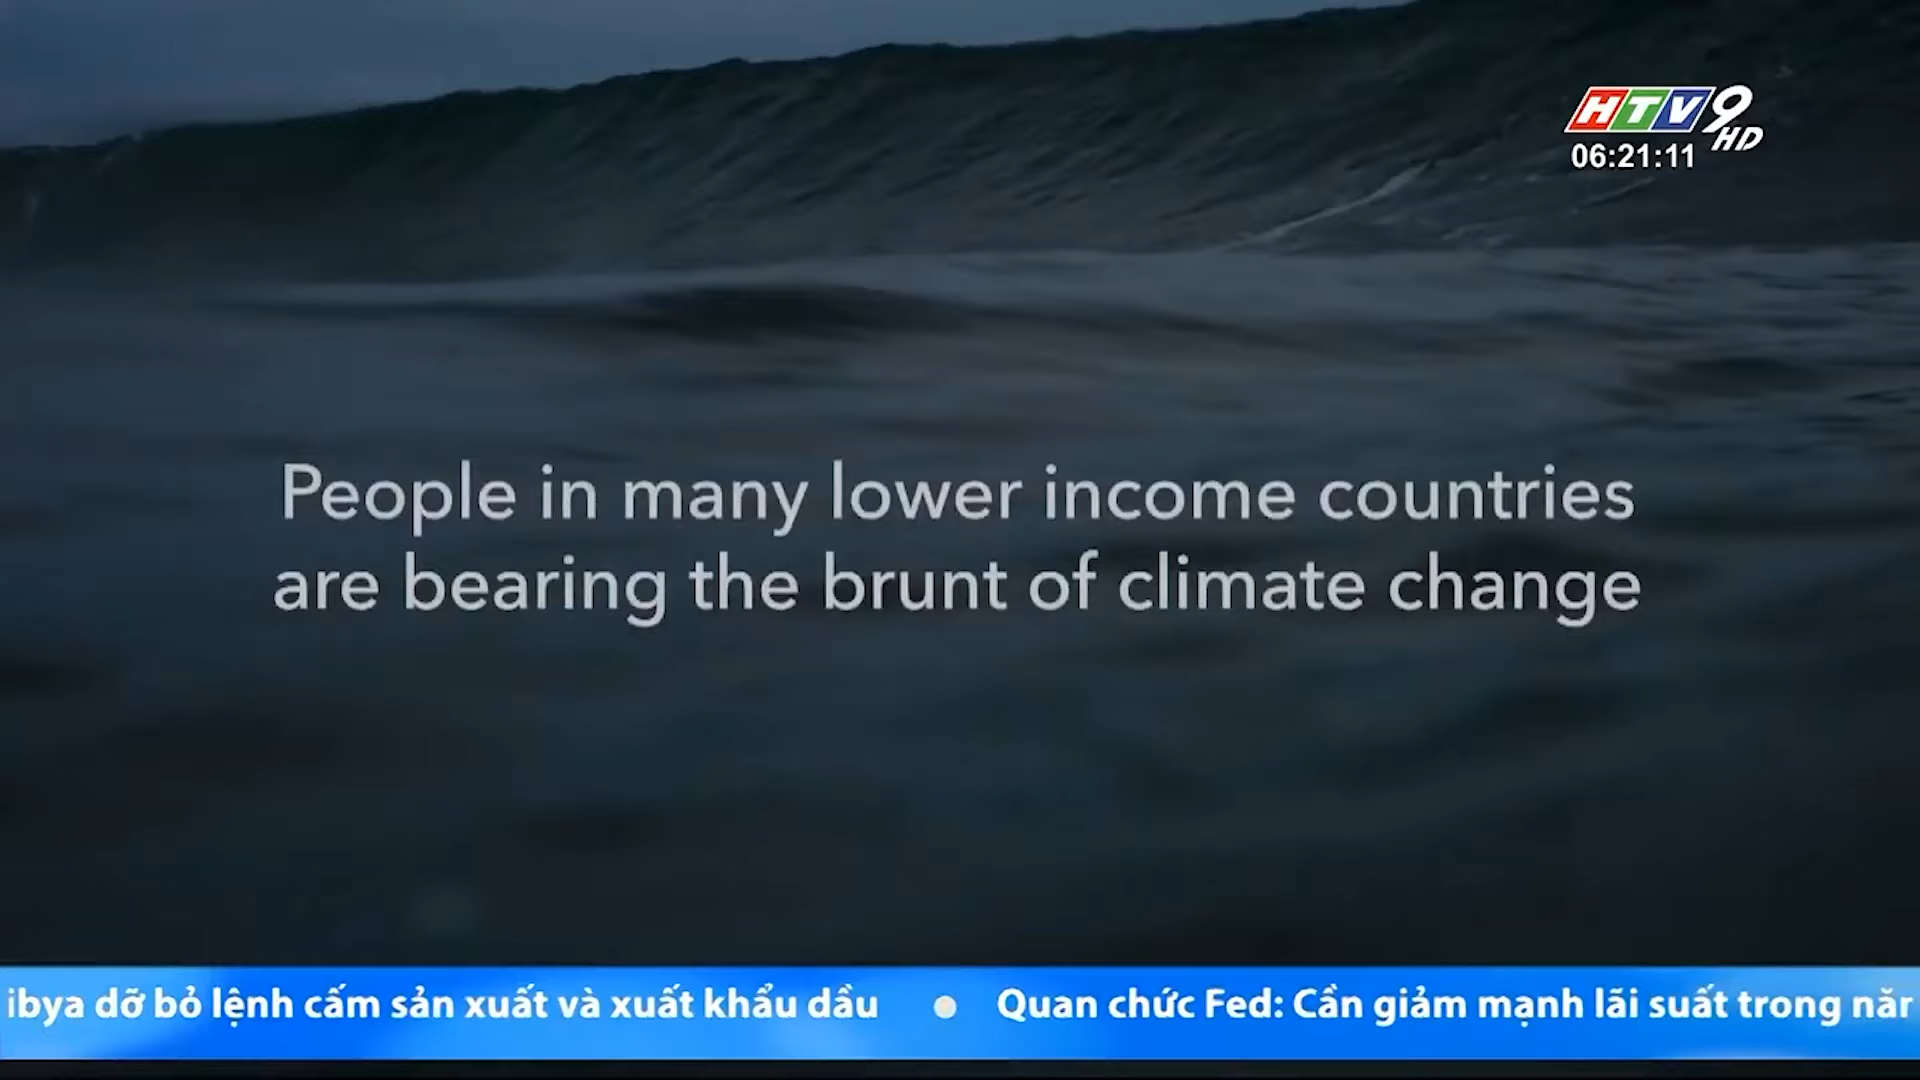 HTV9
HD
06:21:11
People in many lower income countries
are bearing the brunt of climate change
ibya dỡ bỏ lệnh cấm sản xuất và xuất khẩu dầu • Quan chức Fed: Cần giảm mạnh lãi suất trong